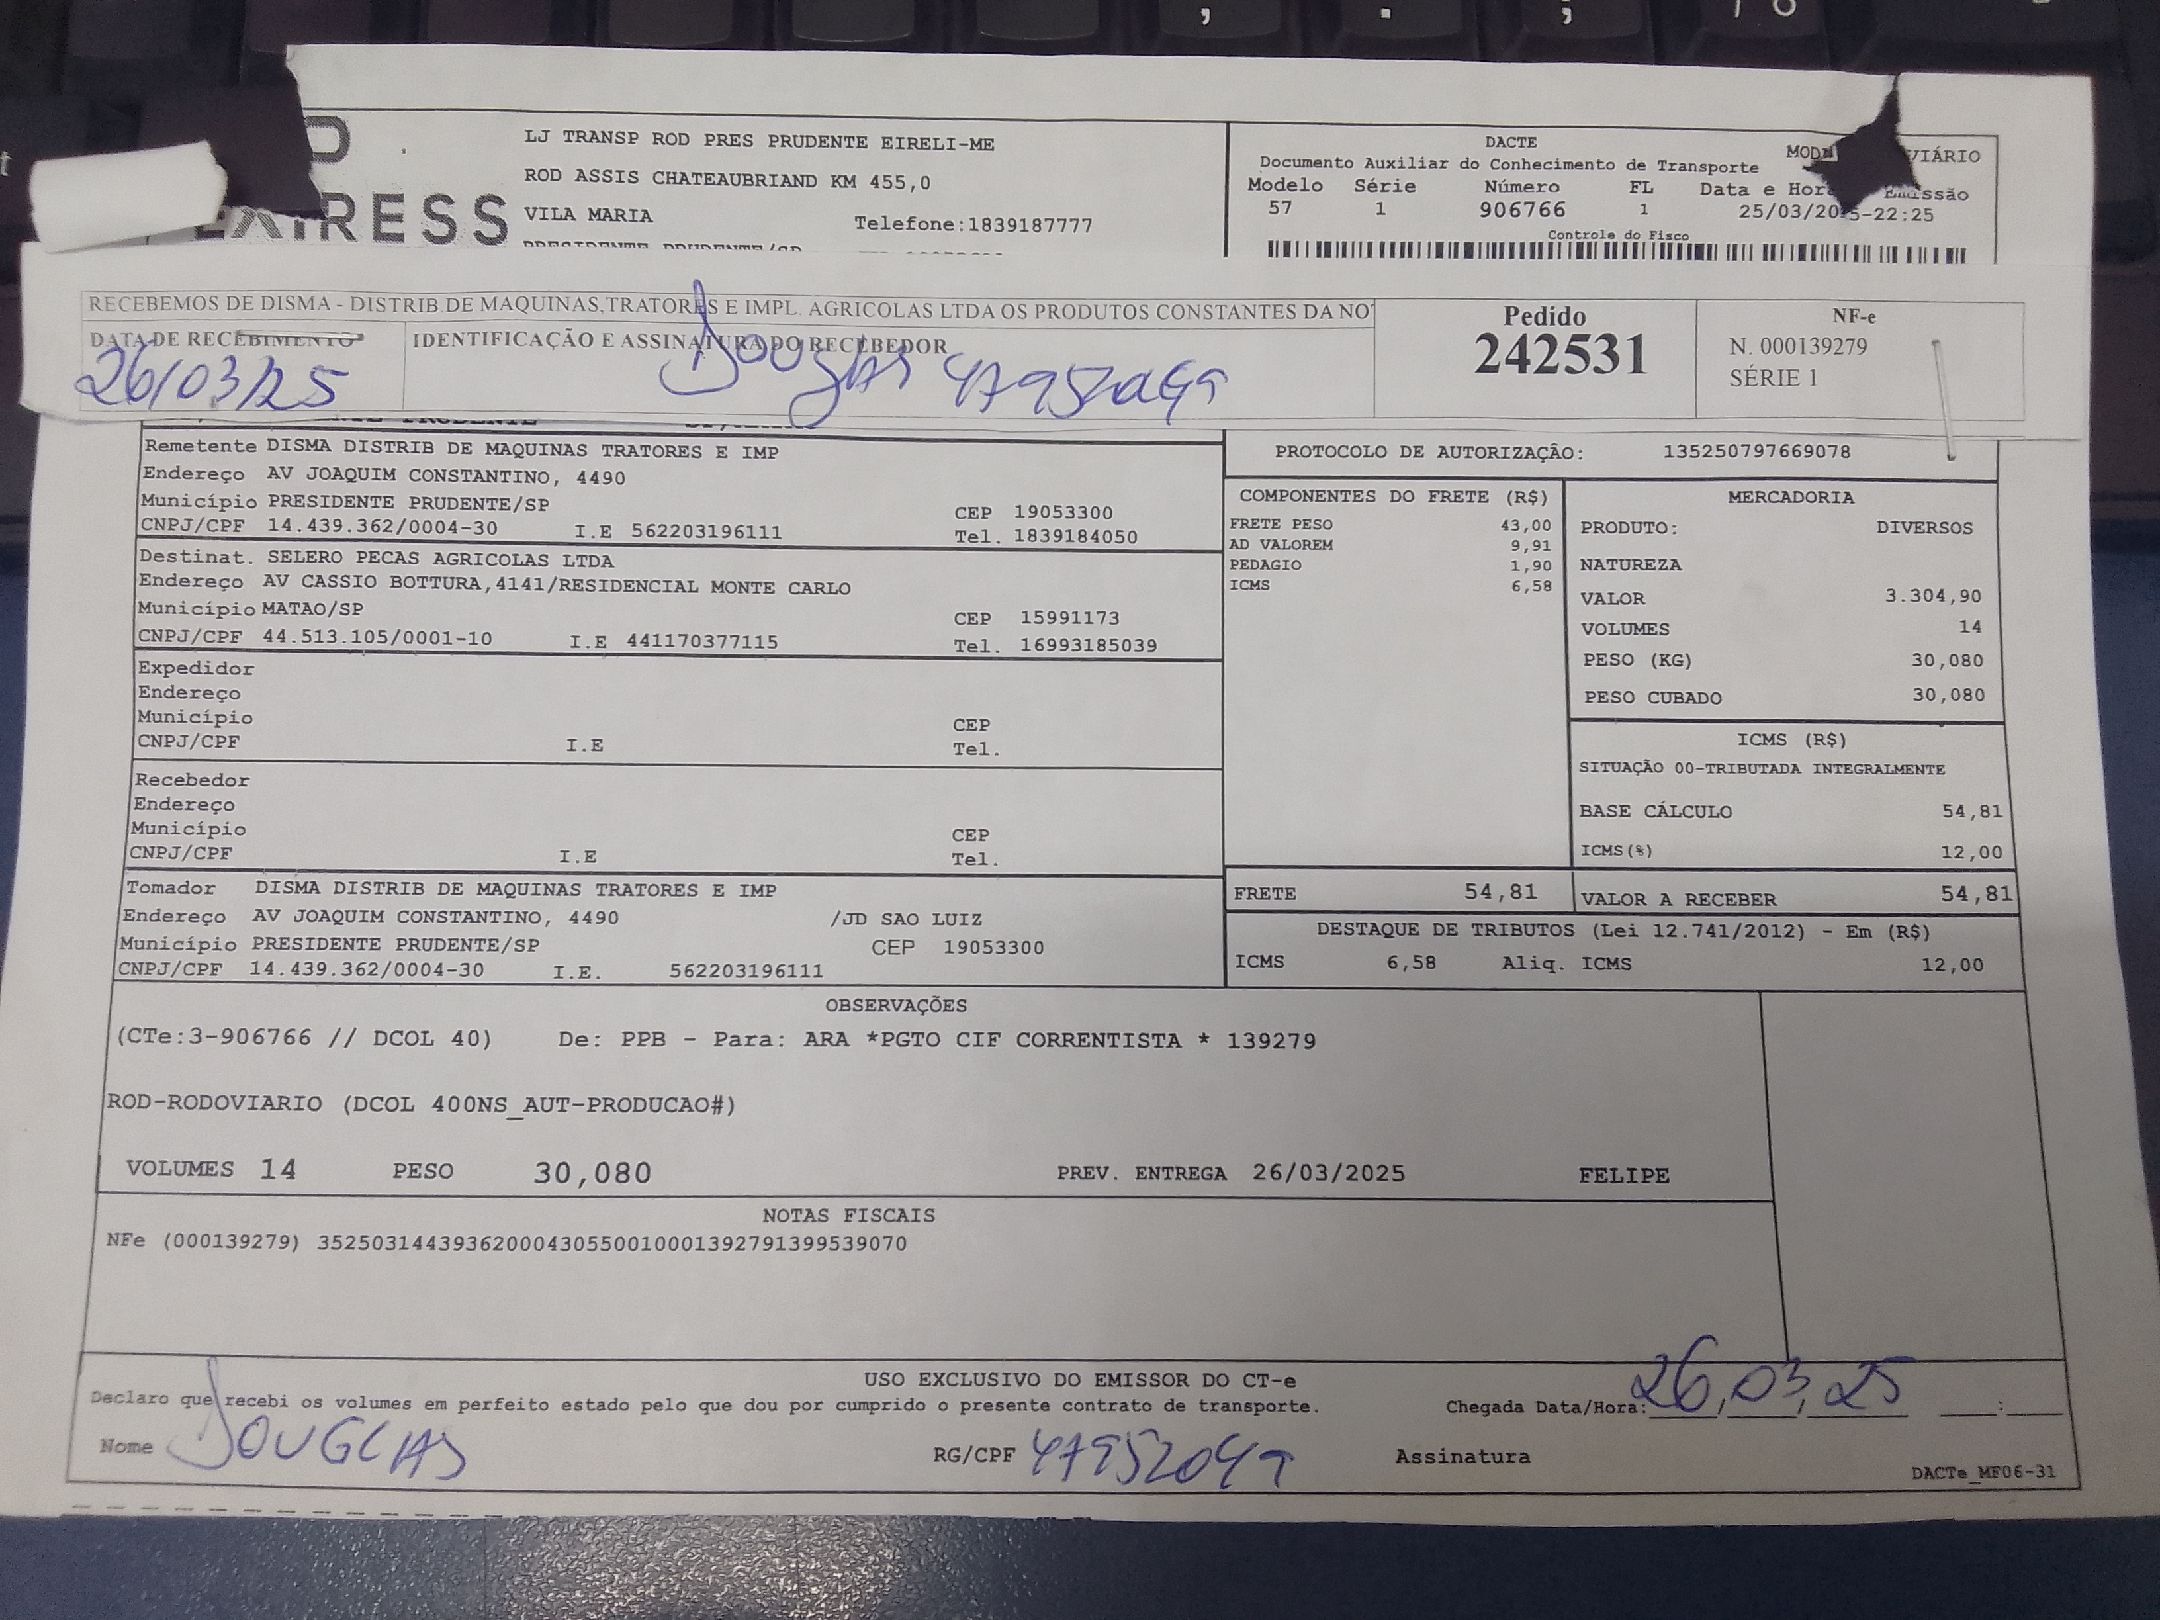 LJ TRANSP ROD PRES PRUDENTE EIRELI-ME
ROD ASSIS CHATEAUBRIAND KM 455,0
VILA MARIA Telefone:1839187777
DACTE
Documento Auxiliar do Conhecimento de Transporte
Modelo Série Número FL Data e Hora Emissão
57 1 906766 1 25/03/2025-22:25
Controle do Fisco
RECEBEMOS DE DISMA - DISTRIB.DE MAQUINAS,TRATORES E IMPL. AGRICOLAS LTDA OS PRODUTOS CONSTANTES DA NO
DATA DE RECEBIMENTO IDENTIFICAÇÃO E ASSINATURA DO RECEBEDOR
26/03/25 DOUGLAS
Pedido
242531
NF-e
N. 000139279
SÉRIE 1
Remetente DISMA DISTRIB DE MAQUINAS TRATORES E IMP
Endereço AV JOAQUIM CONSTANTINO, 4490
Município PRESIDENTE PRUDENTE/SP CEP 19053300
CNPJ/CPF 14.439.362/0004-30 I.E 562203196111 Tel. 1839184050
Destinat. SELERO PECAS AGRICOLAS LTDA
Endereço AV CASSIO BOTTURA,4141/RESIDENCIAL MONTE CARLO
Município MATAO/SP CEP 15991173
CNPJ/CPF 44.513.105/0001-10 I.E 441170377115 Tel. 16993185039
Expedidor
Endereço
Município CEP
CNPJ/CPF I.E Tel.
Recebedor
Endereço
Município CEP
CNPJ/CPF I.E Tel.
Tomador DISMA DISTRIB DE MAQUINAS TRATORES E IMP
Endereço AV JOAQUIM CONSTANTINO, 4490 /JD SAO LUIZ
Município PRESIDENTE PRUDENTE/SP CEP 19053300
CNPJ/CPF 14.439.362/0004-30 I.E. 562203196111
PROTOCOLO DE AUTORIZAÇÃO: 135250797669078
COMPONENTES DO FRETE (R$)
FRETE PESO 43,00
AD VALOREM 9,91
PEDAGIO 1,90
ICMS 6,58
MERCADORIA
PRODUTO: DIVERSOS
NATUREZA
VALOR 3.304,90
VOLUMES 14
PESO (KG) 30,080
PESO CUBADO 30,080
ICMS (R$)
SITUAÇÃO 00-TRIBUTADA INTEGRALMENTE
BASE CÁLCULO 54,81
ICMS(%) 12,00
FRETE 54,81 VALOR A RECEBER 54,81
DESTAQUE DE TRIBUTOS (Lei 12.741/2012) - Em (R$)
ICMS 6,58 Aliq. ICMS 12,00
OBSERVAÇÕES
(CTe:3-906766 // DCOL 40) De: PPB - Para: ARA *PGTO CIF CORRENTISTA * 139279
ROD-RODOVIARIO (DCOL 400NS_AUT-PRODUCAO#)
VOLUMES 14 PESO 30,080 PREV. ENTREGA 26/03/2025 FELIPE
NOTAS FISCAIS
NFe (000139279) 35250314439362000430550010001392791399539070
USO EXCLUSIVO DO EMISSOR DO CT-e
Declaro que recebi os volumes em perfeito estado pelo que dou por cumprido o presente contrato de transporte. Chegada Data/Hora: 26,03,25 :
Nome DOUGLAS RG/CPF Assinatura
DACTe_MF06-31